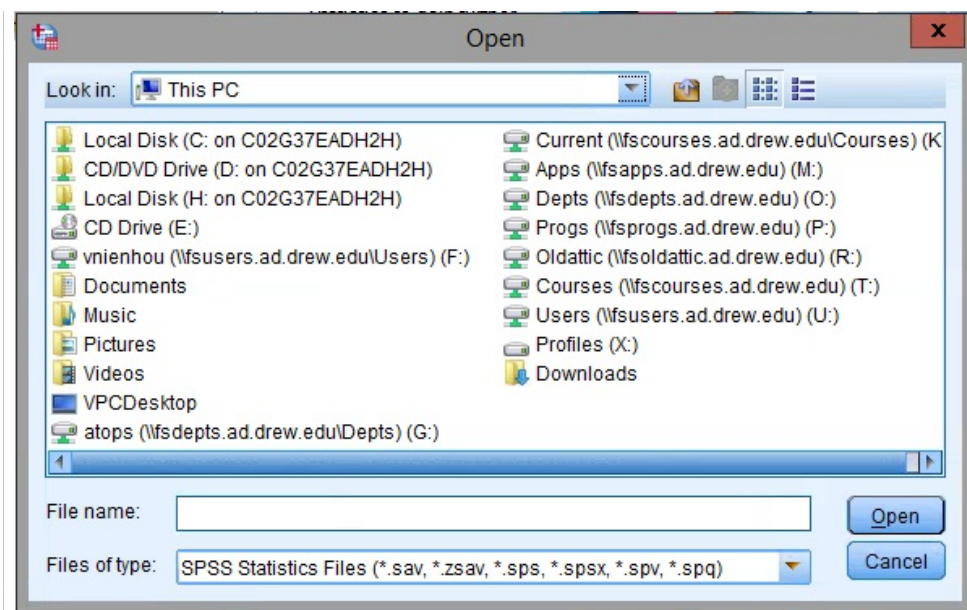 Open
x
Look in: This PC
Local Disk (C: on C02G37EADH2H)
CD/DVD Drive (D: on C02G37EADH2H)
Local Disk (H: on C02G37EADH2H)
CD Drive (E:)
vnienhou (\\fsusers.ad.drew.edu\Users) (F:)
Documents
Music
Pictures
Videos
VPCDesktop
atops (\\fsdepts.ad.drew.edu\Depts) (G:)
Current (\\fscourses.ad.drew.edu\Courses) (K
Apps (\\fsapps.ad.drew.edu) (M:)
Depts (\\fsdepts.ad.drew.edu) (O:)
Progs (\\fsprogs.ad.drew.edu) (P:)
Oldattic (\\fsoldattic.ad.drew.edu) (R:)
Courses (\\fscourses.ad.drew.edu) (T:)
Users (\\fsusers.ad.drew.edu) (U:)
Profiles (X:)
Downloads
File name:
Open
Files of type: SPSS Statistics Files (*.sav, *.zsav, *.sps, *.spsx, *.spv, *.spq)
Cancel